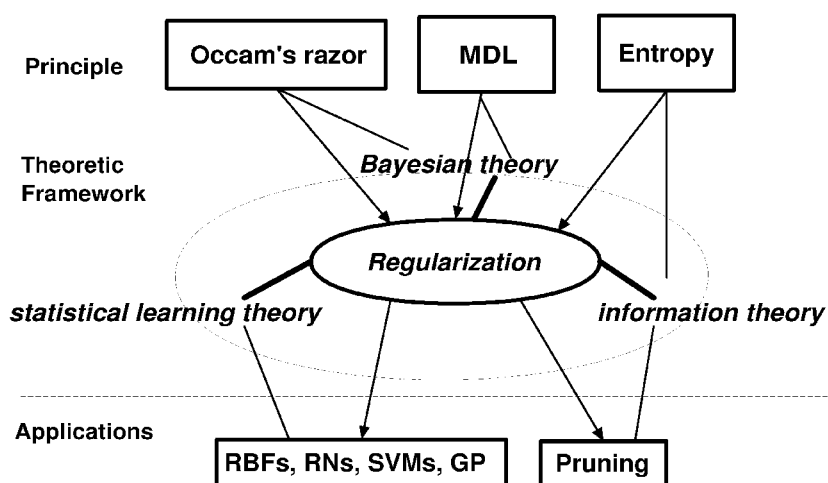 Principle
Occam's razor
MDL
Entropy
Theoretic
Framework
Bayesian theory
Regularization
statistical learning theory
information theory
Applications
RBFs, RNs, SVMs, GP
Pruning